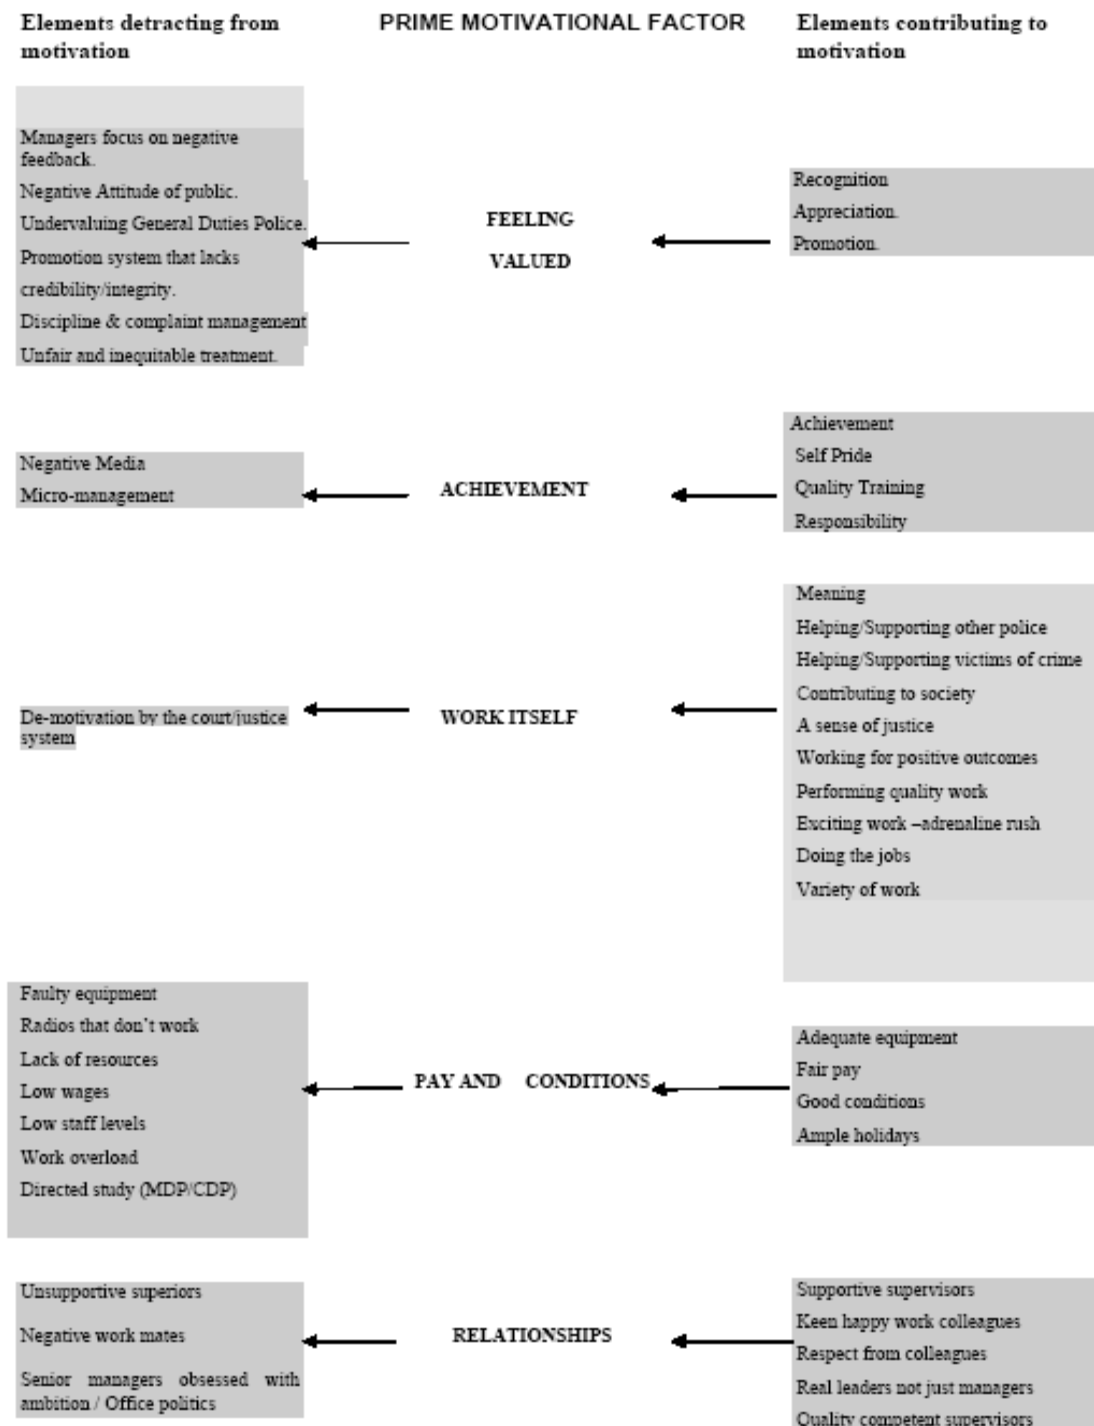 Elements detracting from
motivation
PRIME MOTIVATIONAL FACTOR
Elements contributing to
motivation
Managers focus on negative
feedback.
Negative Attitude of public.
Undervaluing General Duties Police.
Promotion system that lacks
credibility/integrity.
Discipline & complaint management
Unfair and inequitable treatment.
FEELING
VALUED
Recognition
Appreciation.
Promotion.
Negative Media
Micro-management
ACHIEVEMENT
Achievement
Self Pride
Quality Training
Responsibility
De-motivation by the court/justice
system
WORK ITSELF
Meaning
Helping/Supporting other police
Helping/Supporting victims of crime
Contributing to society
A sense of justice
Working for positive outcomes
Performing quality work
Exciting work –adrenaline rush
Doing the jobs
Variety of work
Faulty equipment
Radios that don't work
Lack of resources
Low wages
Low staff levels
Work overload
Directed study (MDP/CDP)
PAY AND CONDITIONS
Adequate equipment
Fair pay
Good conditions
Ample holidays
Unsupportive superiors
Negative work mates
Senior managers obsessed with
ambition / Office politics
RELATIONSHIPS
Supportive supervisors
Keen happy work colleagues
Respect from colleagues
Real leaders not just managers
Quality competent supervisors